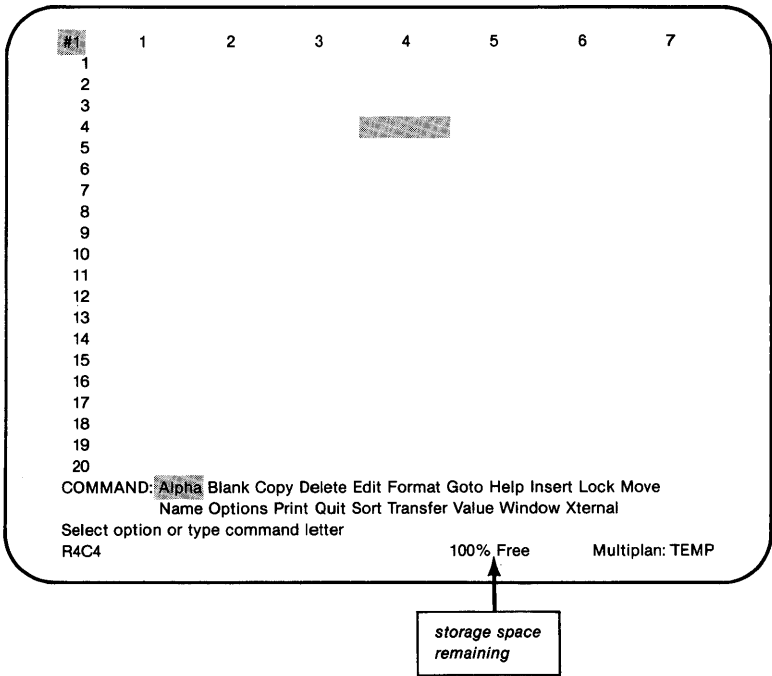 #1 1 2 3 4 5 6 7
1
2
3
4
5
6
7
8
9
10
11
12
13
14
15
16
17
18
19
20
COMMAND: Alpha Blank Copy Delete Edit Format Goto Help Insert Lock Move
Name Options Print Quit Sort Transfer Value Window Xternal
Select option or type command letter
R4C4 100% Free Multiplan: TEMP
storage space
remaining